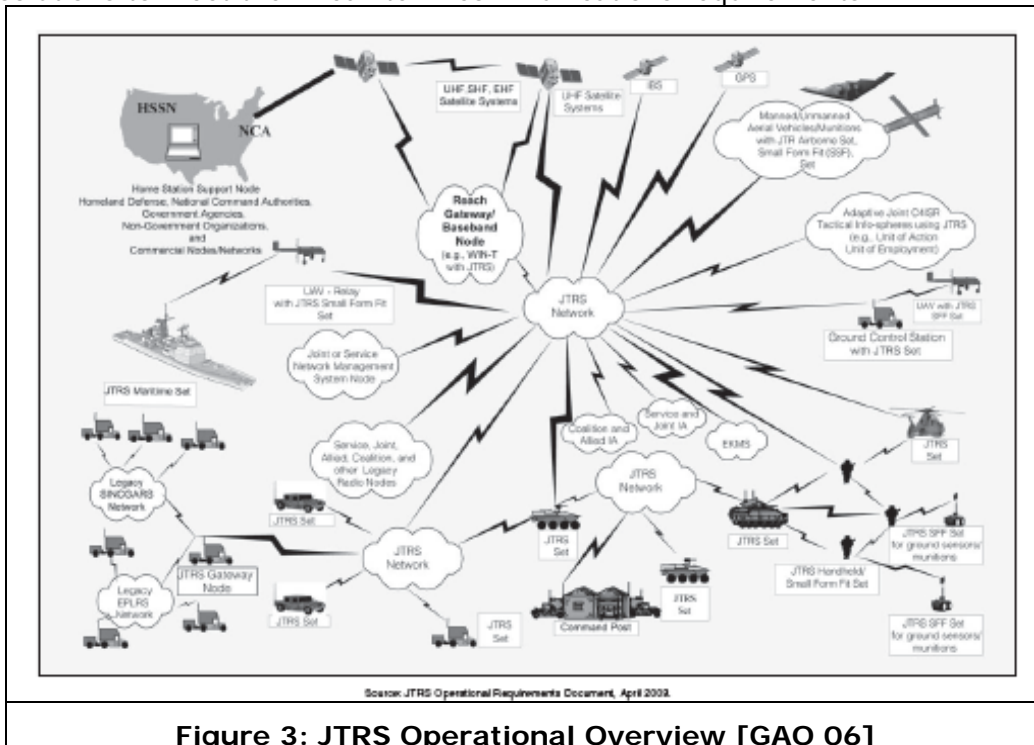 UHF, SHF, EHF
Satellite Systems
UHF Satellite
Systems
IBS
GPS
HSSN
NCA
Home Station Support Node
Homeland Defense, National Command Authorities,
Government Agencies,
Non-Government Organizations,
and
Commercial Nodes/Networks
Reach
Gateway/
Baseband
Node
(e.g., WIN-T
with JTRS)
Manned/Unmanned
Aerial Vehicles/Munitions
with JTR Airborne Set,
Small Form Fit (SSF),
Set
Adaptive Joint C4ISR
Tactical Info-spheres using JTRS
(e.g., Unit of Action
Unit of Employment)
UAV - Relay
with JTRS Small Form Fit
Set
JTRS
Network
UAV with JTRS
SFF Set
Ground Control Station
with JTRS Set
Joint or Service
Network Management
System Node
JTRS Maritime Set
Service, Joint,
Allied, Coalition, and
other Legacy
Radio Nodes
Coalition and
Allied IA
Service and
Joint IA
EKMS
JTRS
Set
Legacy
SINCGARS
Network
JTRS Set
JTRS
Network
JTRS
Set
JTRS Set
JTRS SFF Set
for ground sensors/
munitions
JTRS Gateway
Node
JTRS
Network
JTRS Handheld/
Small Form Fit Set
Legacy
EPLRS
Network
JTRS Set
JTRS
Set
Command Post
JTRS
Set
JTRS SFF Set
for ground sensors/
munitions
Source: JTRS Operational Requirements Document, April 2003.
Figure 3: JTRS Operational Overview [GAO 06]